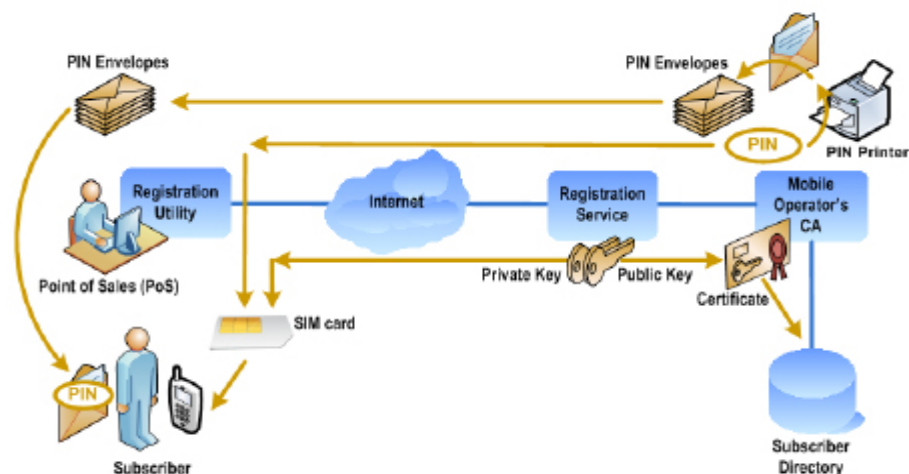 PIN Envelopes
PIN Envelopes
PIN
PIN Printer
Registration
Utility
Internet
Registration
Service
Mobile
Operator's
CA
Point of Sales (PoS)
Private Key
Public Key
Certificate
SIM card
PIN
Subscriber
Subscriber
Directory